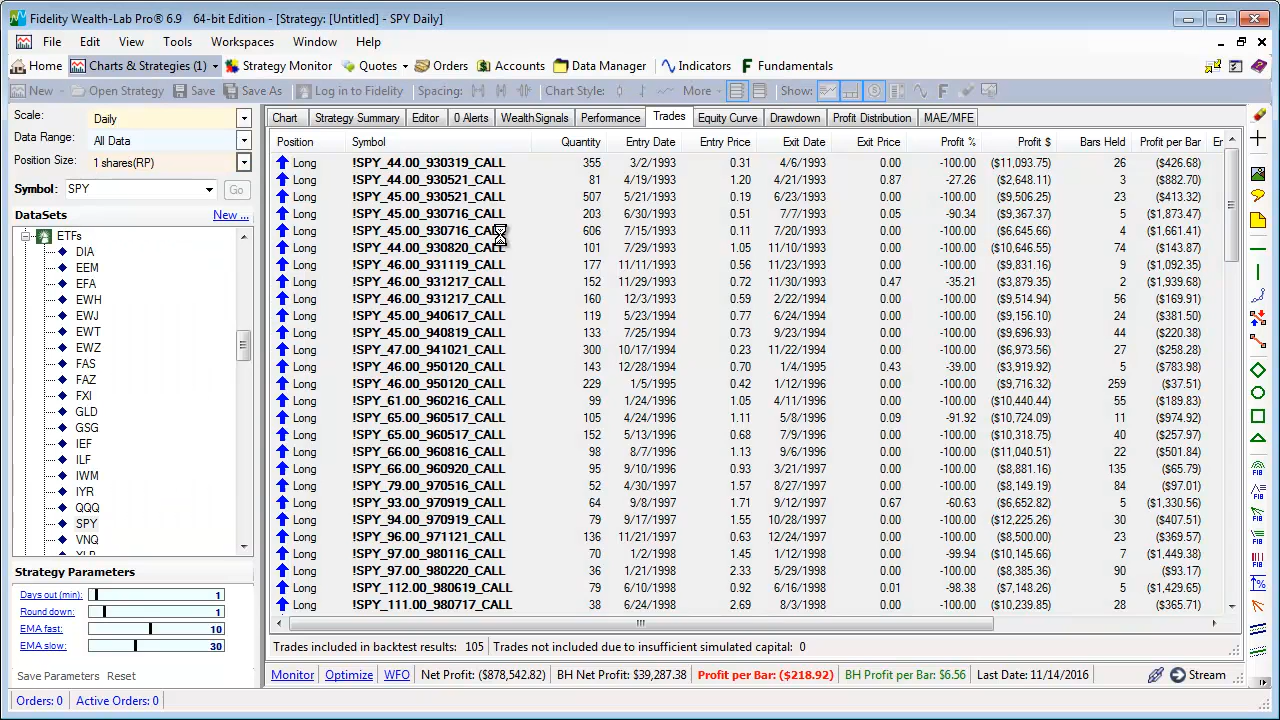 Fidelity Wealth-Lab Pro® 6.9 64-bit Edition - [Strategy: [Untitled] - SPY Daily]
File Edit View Tools Workspaces Window Help
Home Charts & Strategies (1) Strategy Monitor Quotes Orders Accounts Data Manager Indicators Fundamentals
New Open Strategy Save Save As Log in to Fidelity Spacing: Chart Style: More Show:
Scale: Daily
Data Range: All Data
Position Size: 1 shares(RP)
Symbol: SPY Go
DataSets New ...
ETFs
DIA
EEM
EFA
EWH
EWJ
EWT
EWZ
FAS
FAZ
FXI
GLD
GSG
IEF
ILF
IWM
IYR
QQQ
SPY
VNQ
Strategy Parameters
Days out (min): 1
Round down: 1
EMA fast: 10
EMA slow: 30
Save Parameters Reset
Chart Strategy Summary Editor 0 Alerts WealthSignals Performance Trades Equity Curve Drawdown Profit Distribution MAE/MFE
Position Symbol Quantity Entry Date Entry Price Exit Date Exit Price Profit % Profit $ Bars Held Profit per Bar Er
Long !SPY_44.00_930319_CALL 355 3/2/1993 0.31 4/6/1993 0.00 -100.00 ($11,093.75) 26 ($426.68)
Long !SPY_44.00_930521_CALL 81 4/19/1993 1.20 4/21/1993 0.87 -27.26 ($2,648.11) 3 ($882.70)
Long !SPY_45.00_930521_CALL 507 5/21/1993 0.19 6/23/1993 0.00 -100.00 ($9,506.25) 23 ($413.32)
Long !SPY_45.00_930716_CALL 203 6/30/1993 0.51 7/7/1993 0.05 -90.34 ($9,367.37) 5 ($1,873.47)
Long !SPY_45.00_930716_CALL 606 7/15/1993 0.11 7/20/1993 0.00 -100.00 ($6,645.66) 4 ($1,661.41)
Long !SPY_44.00_930820_CALL 101 7/29/1993 1.05 11/10/1993 0.00 -100.00 ($10,646.55) 74 ($143.87)
Long !SPY_46.00_931119_CALL 177 11/11/1993 0.56 11/23/1993 0.00 -100.00 ($9,831.16) 9 ($1,092.35)
Long !SPY_46.00_931217_CALL 152 11/29/1993 0.72 11/30/1993 0.47 -35.21 ($3,879.35) 2 ($1,939.68)
Long !SPY_46.00_931217_CALL 160 12/3/1993 0.59 2/22/1994 0.00 -100.00 ($9,514.94) 56 ($169.91)
Long !SPY_45.00_940617_CALL 119 5/23/1994 0.77 6/24/1994 0.00 -100.00 ($9,156.10) 24 ($381.50)
Long !SPY_45.00_940819_CALL 133 7/25/1994 0.73 9/23/1994 0.00 -100.00 ($9,696.93) 44 ($220.38)
Long !SPY_47.00_941021_CALL 300 10/17/1994 0.23 11/22/1994 0.00 -100.00 ($6,973.56) 27 ($258.28)
Long !SPY_46.00_950120_CALL 143 12/28/1994 0.70 1/4/1995 0.43 -39.00 ($3,919.92) 5 ($783.98)
Long !SPY_46.00_950120_CALL 229 1/5/1995 0.42 1/12/1996 0.00 -100.00 ($9,716.32) 259 ($37.51)
Long !SPY_61.00_960216_CALL 99 1/24/1996 1.05 4/11/1996 0.00 -100.00 ($10,440.44) 55 ($189.83)
Long !SPY_65.00_960517_CALL 105 4/24/1996 1.11 5/8/1996 0.09 -91.92 ($10,724.09) 11 ($974.92)
Long !SPY_65.00_960517_CALL 152 5/13/1996 0.68 7/9/1996 0.00 -100.00 ($10,318.75) 40 ($257.97)
Long !SPY_66.00_960816_CALL 98 8/7/1996 1.13 9/6/1996 0.00 -100.00 ($11,040.51) 22 ($501.84)
Long !SPY_66.00_960920_CALL 95 9/10/1996 0.93 3/21/1997 0.00 -100.00 ($8,881.16) 135 ($65.79)
Long !SPY_79.00_970516_CALL 52 4/30/1997 1.57 8/27/1997 0.00 -100.00 ($8,149.19) 84 ($97.01)
Long !SPY_93.00_970919_CALL 64 9/8/1997 1.71 9/12/1997 0.67 -60.63 ($6,652.82) 5 ($1,330.56)
Long !SPY_94.00_970919_CALL 79 9/17/1997 1.55 10/28/1997 0.00 -100.00 ($12,225.26) 30 ($407.51)
Long !SPY_96.00_971121_CALL 136 11/21/1997 0.63 12/24/1997 0.00 -100.00 ($8,500.00) 23 ($369.57)
Long !SPY_97.00_980116_CALL 70 1/2/1998 1.45 1/12/1998 0.00 -99.94 ($10,145.66) 7 ($1,449.38)
Long !SPY_97.00_980220_CALL 36 1/21/1998 2.33 5/29/1998 0.00 -100.00 ($8,385.36) 90 ($93.17)
Long !SPY_112.00_980619_CALL 79 6/10/1998 0.92 6/16/1998 0.01 -98.38 ($7,148.26) 5 ($1,429.65)
Long !SPY_111.00_980717_CALL 38 6/24/1998 2.69 8/3/1998 0.00 -100.00 ($10,239.85) 28 ($365.71)
Trades included in backtest results: 105 Trades not included due to insufficient simulated capital: 0
Monitor Optimize WFO Net Profit: ($878,542.82) BH Net Profit: $39,287.38 Profit per Bar: ($218.92) BH Profit per Bar: $6.56 Last Date: 11/14/2016 Stream
Orders: 0 Active Orders: 0